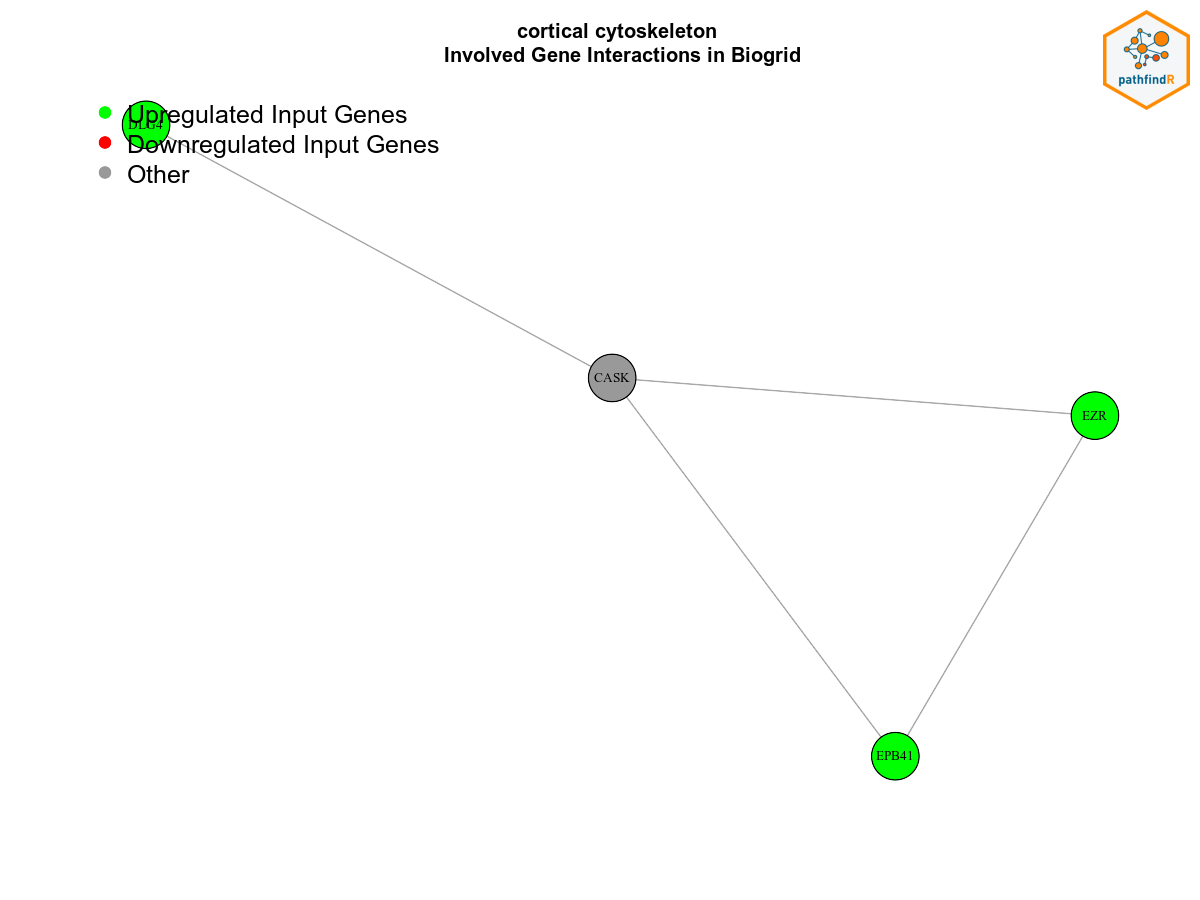 cortical cytoskeleton
Involved Gene Interactions in Biogrid
pathfindR
Upregulated Input Genes
DLG4
Downregulated Input Genes
Other
CASK
EZR
EPB41